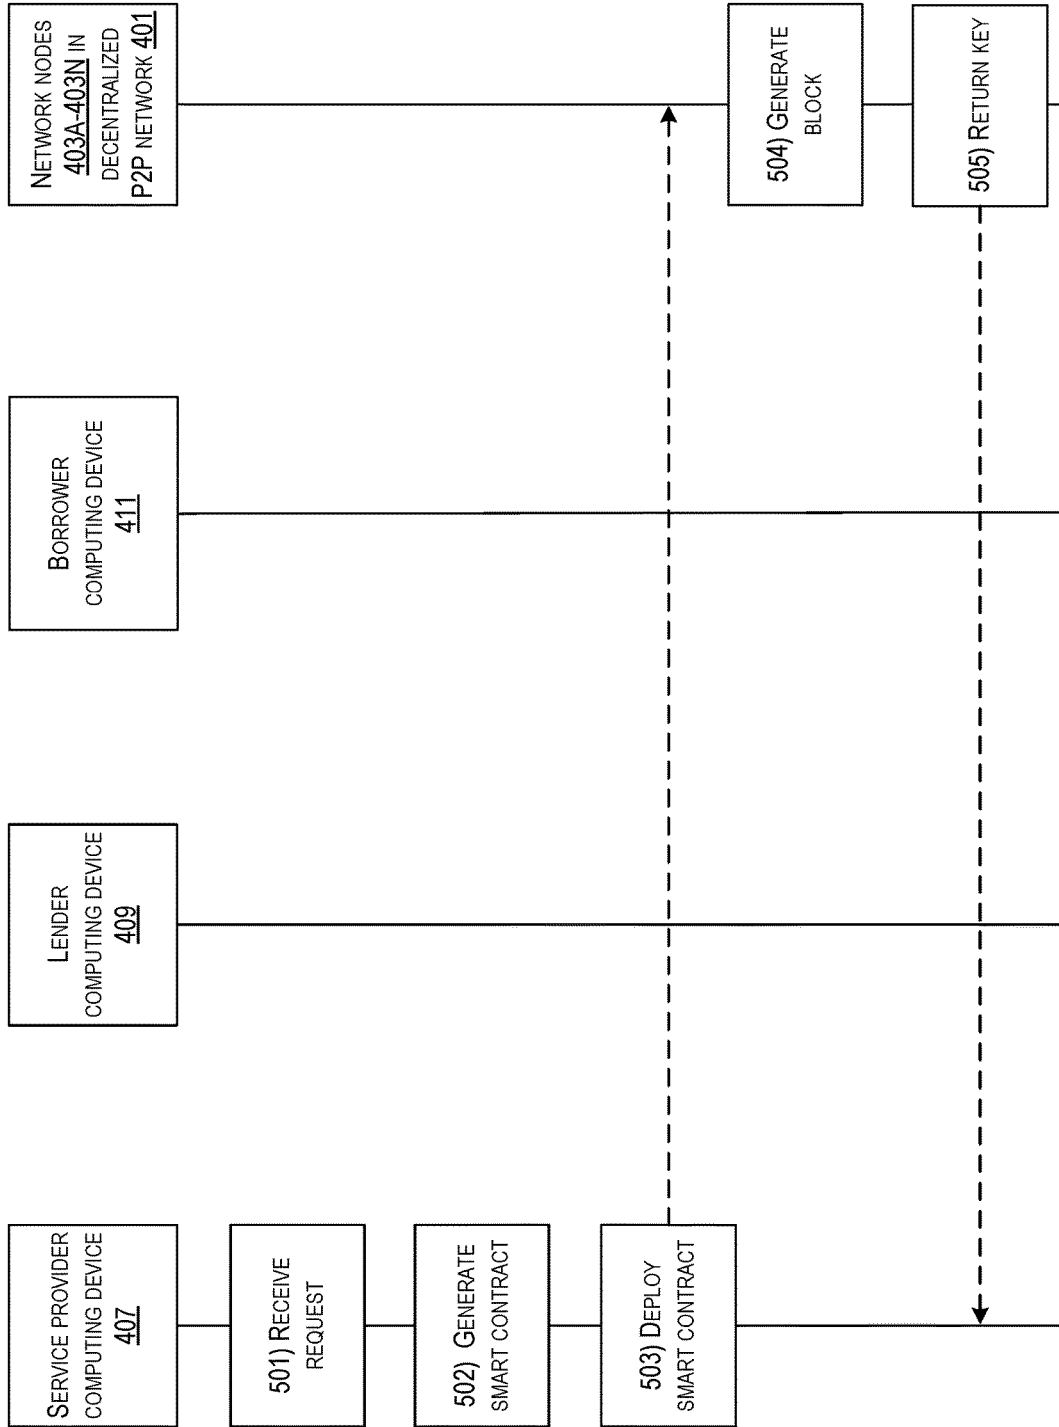 SERVICE PROVIDER
COMPUTING DEVICE
407
LENDER
COMPUTING DEVICE
409
BORROWER
COMPUTING DEVICE
411
NETWORK NODES
403A-403N IN
DECENTRALIZED
P2P NETWORK 401
501) RECEIVE
REQUEST
502) GENERATE
SMART CONTRACT
503) DEPLOY
SMART CONTRACT
504) GENERATE
BLOCK
505) RETURN KEY